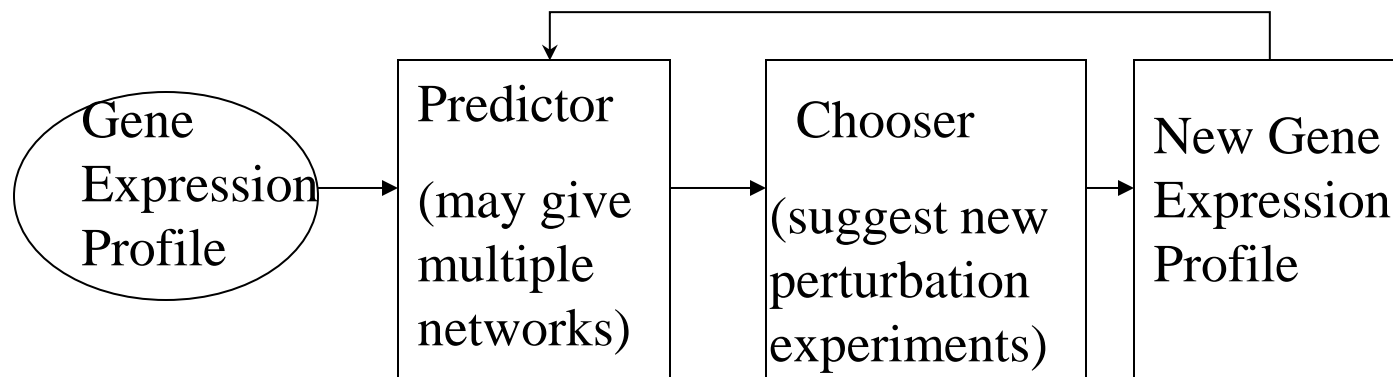 Gene
Expression
Profile
Predictor
(may give
multiple
networks)
Chooser
(suggest new
perturbation
experiments)
New Gene
Expression
Profile